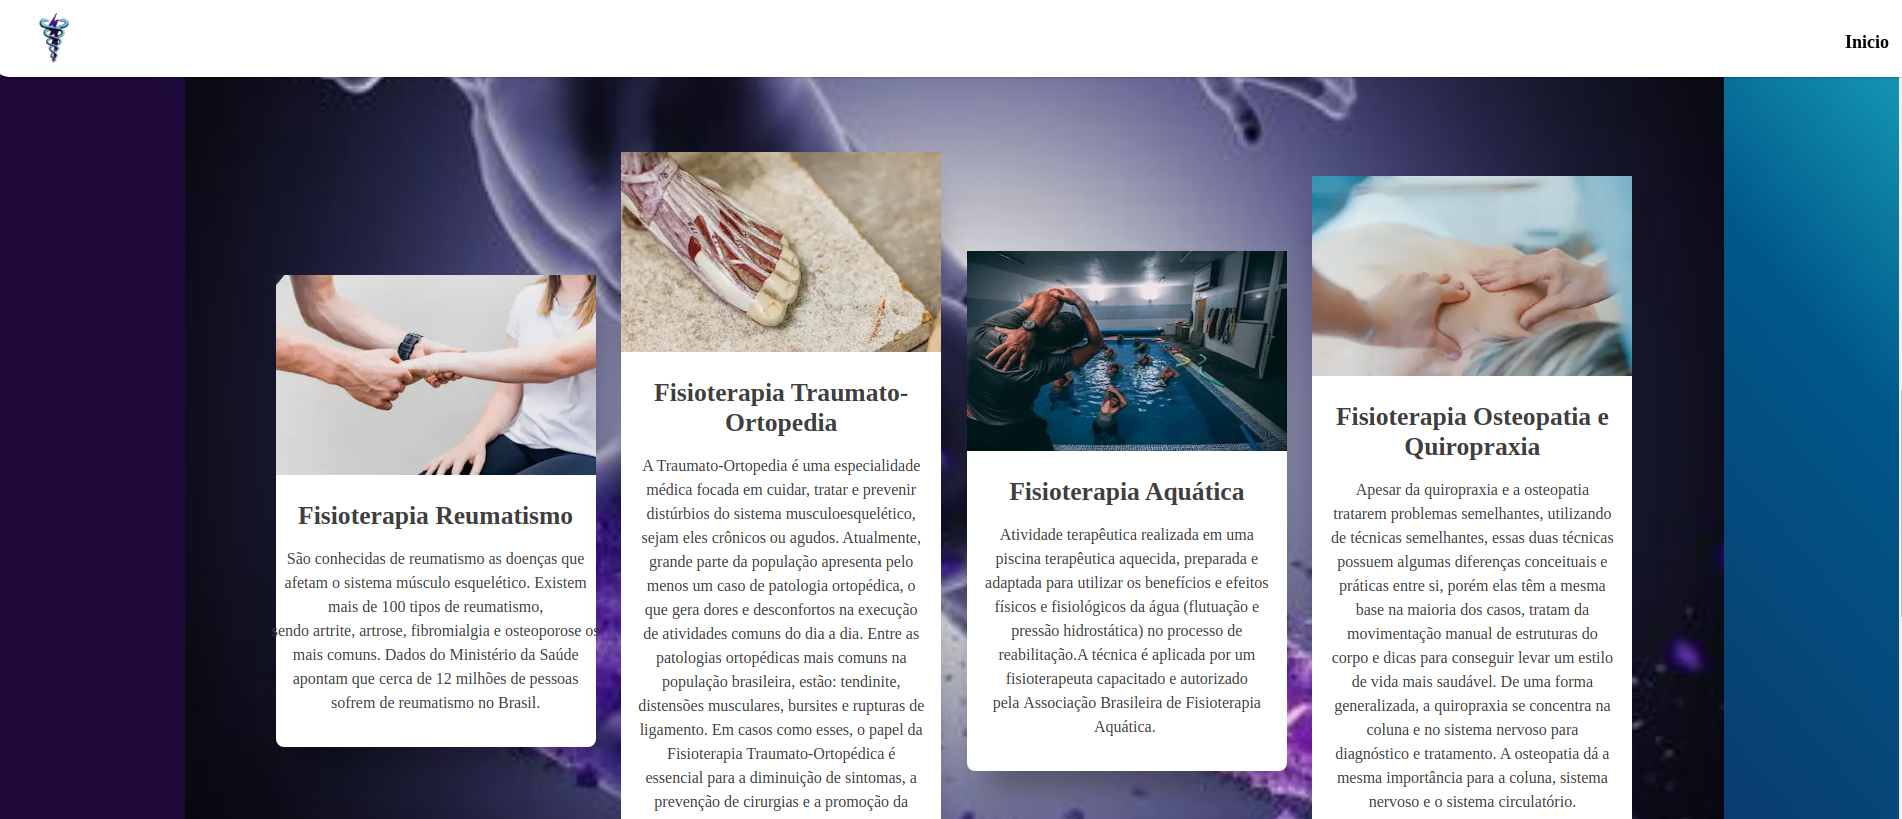 Inicio
Fisioterapia Reumatismo
São conhecidas de reumatismo as doenças que
afetam o sistema músculo esquelético. Existem
mais de 100 tipos de reumatismo,
sendo artrite, artrose, fibromialgia e osteoporose os
mais comuns. Dados do Ministério da Saúde
apontam que cerca de 12 milhões de pessoas
sofrem de reumatismo no Brasil.
Fisioterapia Traumato-
Ortopedia
A Traumato-Ortopedia é uma especialidade
médica focada em cuidar, tratar e prevenir
distúrbios do sistema musculoesquelético,
sejam eles crônicos ou agudos. Atualmente,
grande parte da população apresenta pelo
menos um caso de patologia ortopédica, o
que gera dores e desconfortos na execução
de atividades comuns do dia a dia. Entre as
patologias ortopédicas mais comuns na
população brasileira, estão: tendinite,
distensões musculares, bursites e rupturas de
ligamento. Em casos como esses, o papel da
Fisioterapia Traumato-Ortopédica é
essencial para a diminuição de sintomas, a
prevenção de cirurgias e a promoção da
Fisioterapia Aquática
Atividade terapêutica realizada em uma
piscina terapêutica aquecida, preparada e
adaptada para utilizar os benefícios e efeitos
físicos e fisiológicos da água (flutuação e
pressão hidrostática) no processo de
reabilitação.A técnica é aplicada por um
fisioterapeuta capacitado e autorizado
pela Associação Brasileira de Fisioterapia
Aquática.
Fisioterapia Osteopatia e
Quiropraxia
Apesar da quiropraxia e a osteopatia
tratarem problemas semelhantes, utilizando
de técnicas semelhantes, essas duas técnicas
possuem algumas diferenças conceituais e
práticas entre si, porém elas têm a mesma
base na maioria dos casos, tratam da
movimentação manual de estruturas do
corpo e dicas para conseguir levar um estilo
de vida mais saudável. De uma forma
generalizada, a quiropraxia se concentra na
coluna e no sistema nervoso para
diagnóstico e tratamento. A osteopatia dá a
mesma importância para a coluna, sistema
nervoso e o sistema circulatório.